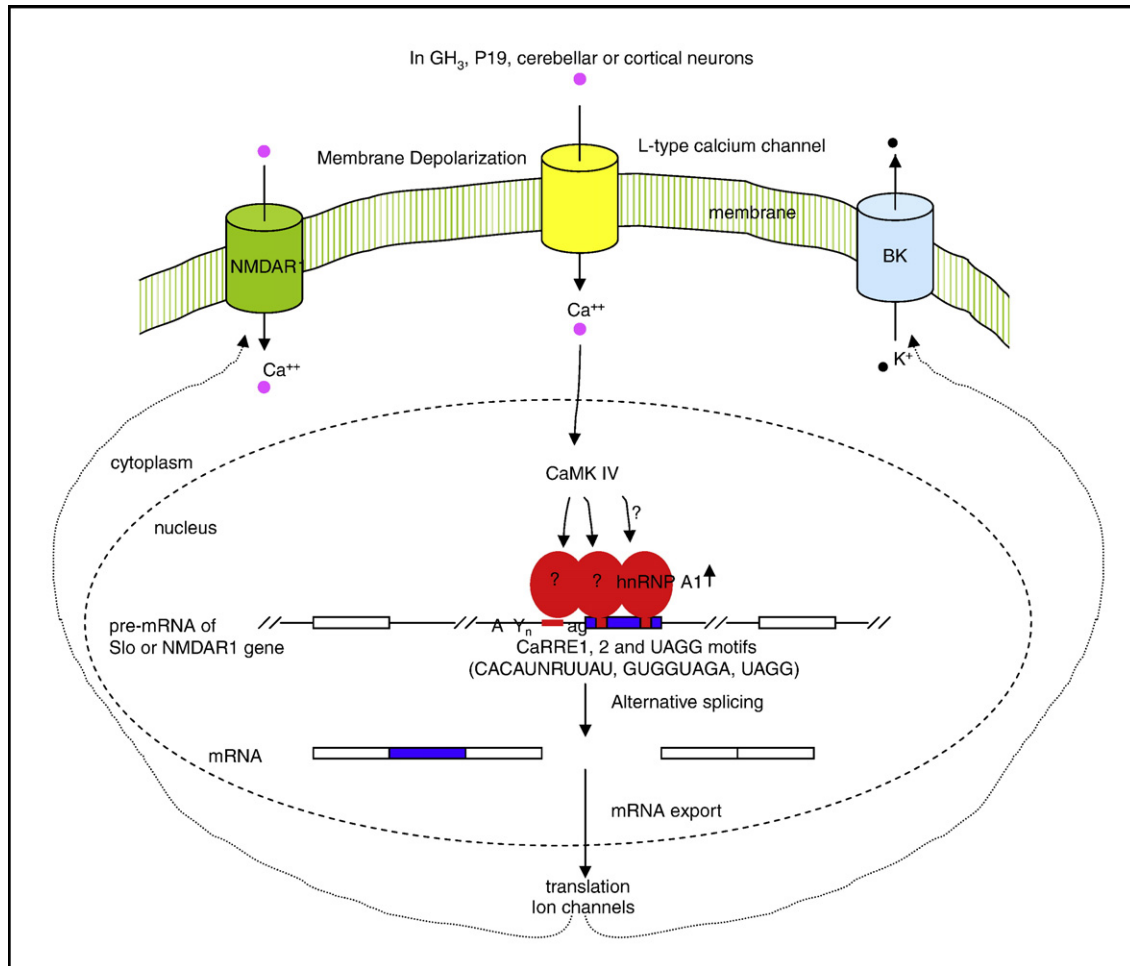 In GH₃, P19, cerebellar or cortical neurons
Membrane Depolarization
L-type calcium channel
membrane
NMDAR1
BK
Ca⁺⁺
Ca⁺⁺
K⁺
cytoplasm
CaMK IV
nucleus
?
? ? hnRNP A1
pre-mRNA of
Slo or NMDAR1 gene
A Yₙ ag
CaRRE1, 2 and UAGG motifs
(CACAUNRUUAU, GUGGUAGA, UAGG)
Alternative splicing
mRNA
mRNA export
translation
Ion channels